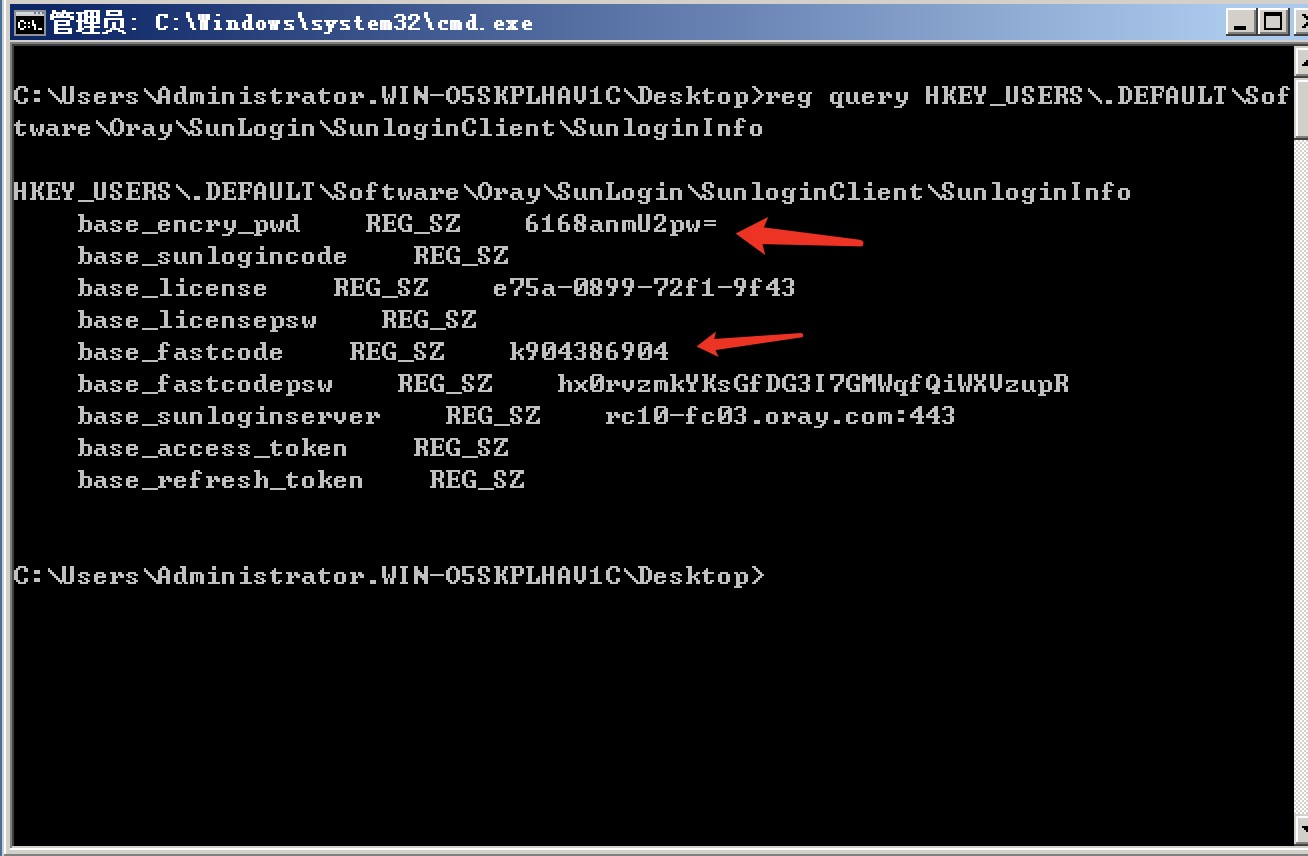 管理员: C:\Windows\system32\cmd.exe
C:\Users\Administrator.WIN-O5SKPLHAV1C\Desktop>reg query HKEY_USERS\.DEFAULT\Sof
tware\Oray\SunLogin\SunloginClient\SunloginInfo
HKEY_USERS\.DEFAULT\Software\Oray\SunLogin\SunloginClient\SunloginInfo
base_encry_pwd REG_SZ 6168anmU2pw=
base_sunlogincode REG_SZ
base_license REG_SZ e75a-0899-72f1-9f43
base_licensepsw REG_SZ
base_fastcode REG_SZ k904386904
base_fastcodepsw REG_SZ hx0rvzmkYKsGfDG3I7GMWqfQiWXVzupR
base_sunloginserver REG_SZ rc10-fc03.oray.com:443
base_access_token REG_SZ
base_refresh_token REG_SZ
C:\Users\Administrator.WIN-O5SKPLHAV1C\Desktop>